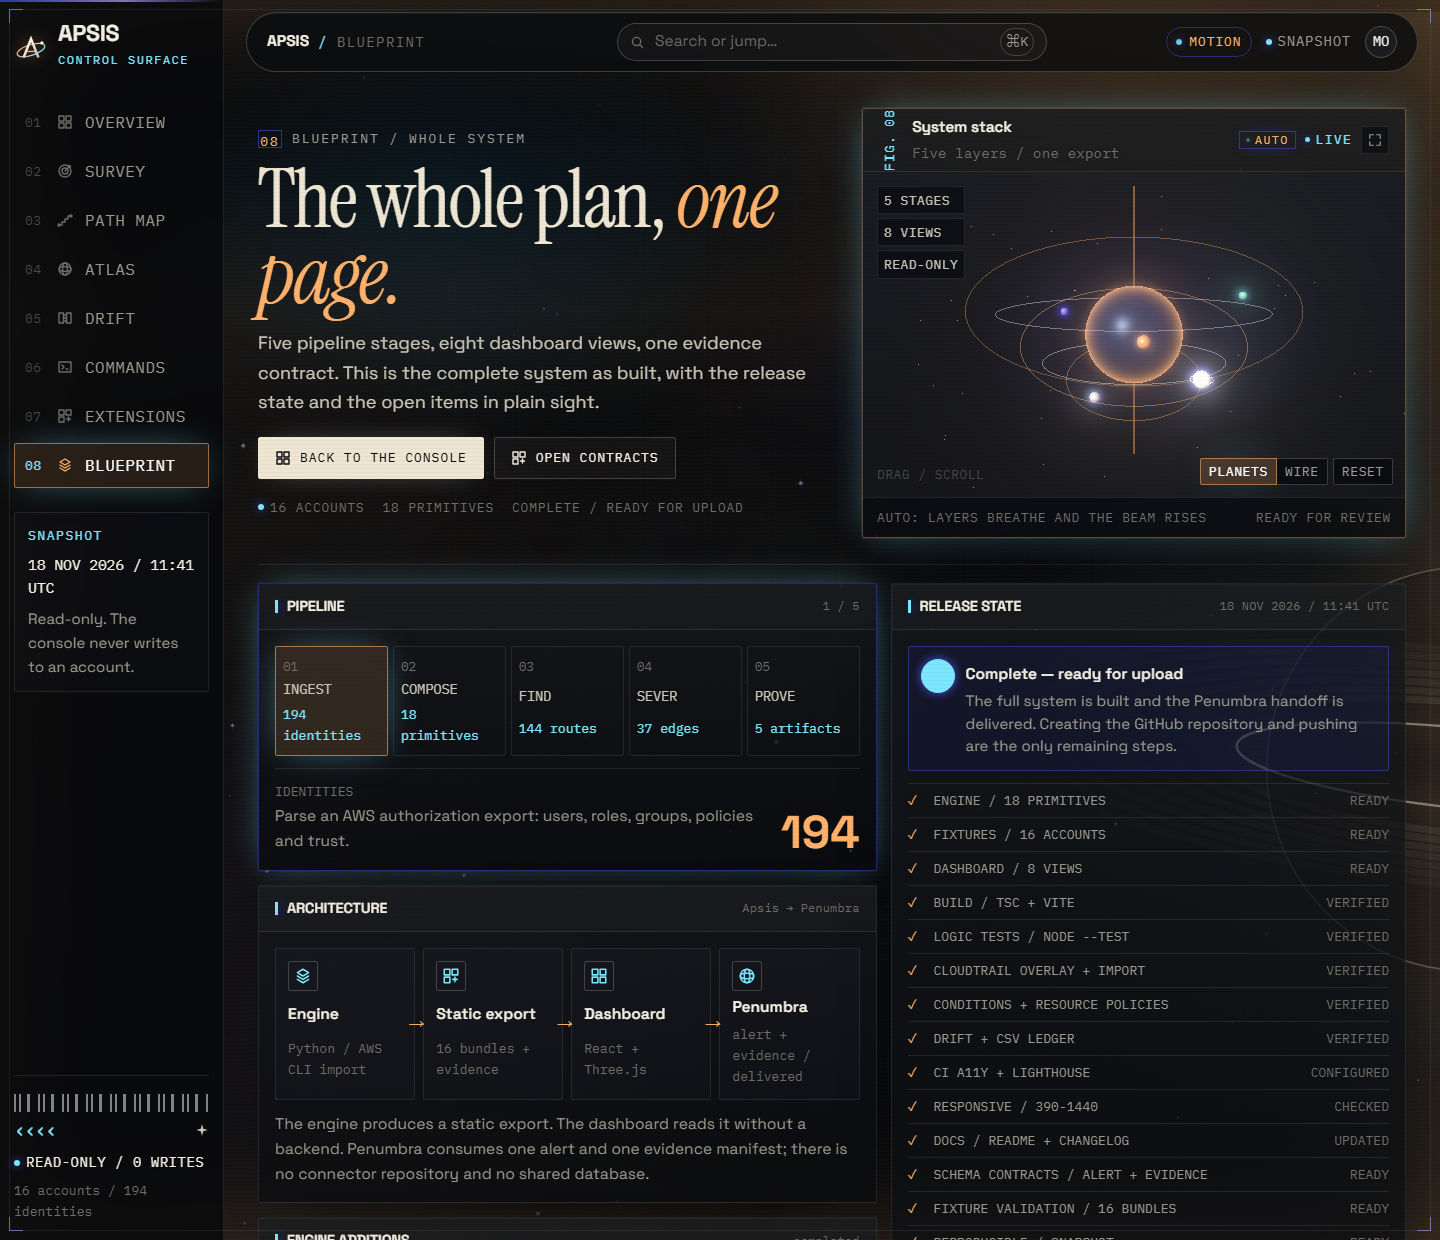 APSIS
CONTROL SURFACE
01 OVERVIEW
02 SURVEY
03 PATH MAP
04 ATLAS
05 DRIFT
06 COMMANDS
07 EXTENSIONS
08 BLUEPRINT
SNAPSHOT
18 NOV 2026 / 11:41
UTC
Read-only. The
console never writes
to an account.
READ-ONLY / 0 WRITES
16 accounts / 194
identities
APSIS / BLUEPRINT
Search or jump...
⌘K
MOTION
SNAPSHOT
MO
08 BLUEPRINT / WHOLE SYSTEM
The whole plan, one
page.
Five pipeline stages, eight dashboard views, one evidence
contract. This is the complete system as built, with the release
state and the open items in plain sight.
BACK TO THE CONSOLE
OPEN CONTRACTS
16 ACCOUNTS 18 PRIMITIVES COMPLETE / READY FOR UPLOAD
FIG. 08
System stack
Five layers / one export
AUTO
LIVE
5 STAGES
8 VIEWS
READ-ONLY
DRAG / SCROLL
PLANETS WIRE RESET
AUTO: LAYERS BREATHE AND THE BEAM RISES
READY FOR REVIEW
PIPELINE
1 / 5
01
INGEST
194
identities
02
COMPOSE
18
primitives
03
FIND
144 routes
04
SEVER
37 edges
05
PROVE
5 artifacts
IDENTITIES
Parse an AWS authorization export: users, roles, groups, policies
and trust.
194
ARCHITECTURE
Apsis → Penumbra
Engine
Python / AWS
CLI import
→
Static export
16 bundles +
evidence
→
Dashboard
React +
Three.js
→
Penumbra
alert +
evidence /
delivered
The engine produces a static export. The dashboard reads it without a
backend. Penumbra consumes one alert and one evidence manifest; there is
no connector repository and no shared database.
ENGINE ADDITIONS
completed
RELEASE STATE
18 NOV 2026 / 11:41 UTC
Complete — ready for upload
The full system is built and the Penumbra handoff is
delivered. Creating the GitHub repository and pushing
are the only remaining steps.
✓ ENGINE / 18 PRIMITIVES READY
✓ FIXTURES / 16 ACCOUNTS READY
✓ DASHBOARD / 8 VIEWS READY
✓ BUILD / TSC + VITE VERIFIED
✓ LOGIC TESTS / NODE --TEST VERIFIED
✓ CLOUDTRAIL OVERLAY + IMPORT VERIFIED
✓ CONDITIONS + RESOURCE POLICIES VERIFIED
✓ DRIFT + CSV LEDGER VERIFIED
✓ CI A11Y + LIGHTHOUSE CONFIGURED
✓ RESPONSIVE / 390-1440 CHECKED
✓ DOCS / README + CHANGELOG UPDATED
✓ SCHEMA CONTRACTS / ALERT + EVIDENCE READY
✓ FIXTURE VALIDATION / 16 BUNDLES READY